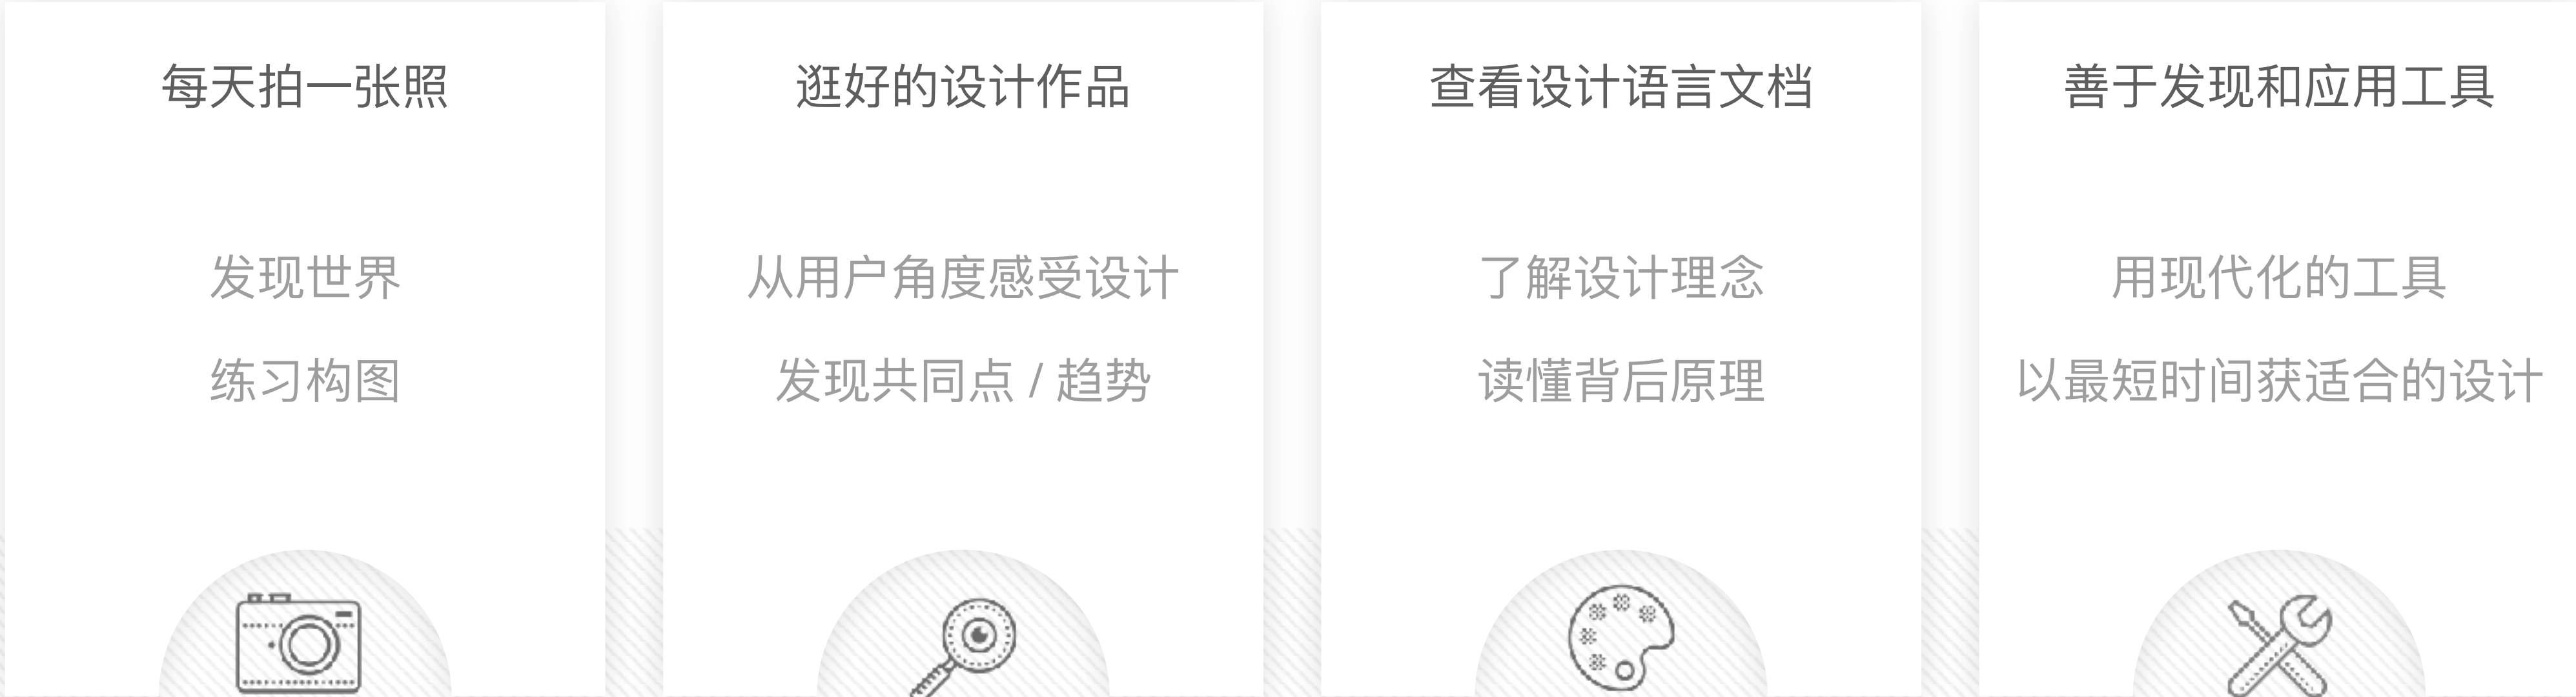 每天拍一张照
发现世界
练习构图
逛好的设计作品
从用户角度感受设计
发现共同点 / 趋势
查看设计语言文档
了解设计理念
读懂背后原理
善于发现和应用工具
用现代化的工具
以最短时间获适合的设计